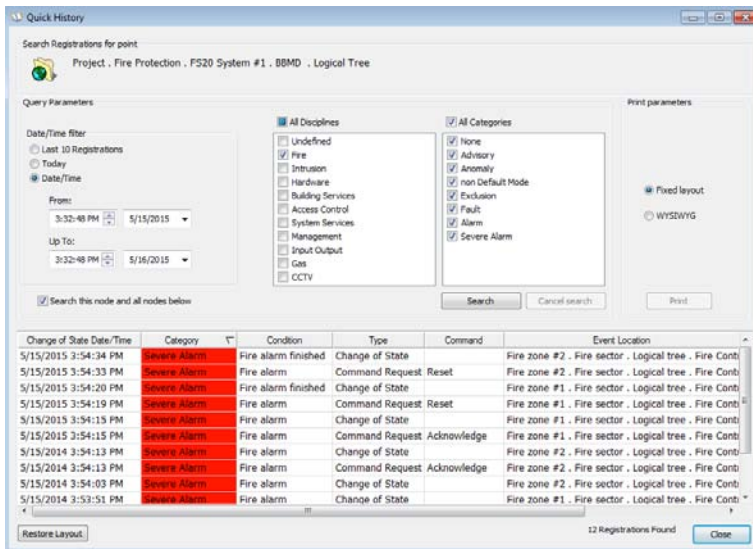 Quick History
Search Registrations for point
Project . Fire Protection . FS20 System #1 . BBMD . Logical Tree
Query Parameters
Print parameters
Date/Time filter
Last 10 Registrations
Today
Date/Time
From:
3:32:48 PM 5/15/2015
Up To:
3:32:48 PM 5/16/2015
Search this node and all nodes below
All Disciplines
Undefined
Fire
Intrusion
Hardware
Building Services
Access Control
System Services
Management
Input Output
Gas
CCTV
All Categories
None
Advisory
Anomaly
non Default Mode
Exclusion
Fault
Alarm
Severe Alarm
Search Cancel search
Fixed layout
WYSIWYG
Print
Change of State Date/Time Category Condition Type Command Event Location
5/15/2015 3:54:34 PM Severe Alarm Fire alarm finished Change of State Fire zone #2 . Fire sector . Logical tree . Fire Conti
5/15/2015 3:54:33 PM Severe Alarm Fire alarm Command Request Reset Fire zone #2 . Fire sector . Logical tree . Fire Conti
5/15/2015 3:54:20 PM Severe Alarm Fire alarm finished Change of State Fire zone #1 . Fire sector . Logical tree . Fire Conti
5/15/2015 3:54:19 PM Severe Alarm Fire alarm Command Request Reset Fire zone #1 . Fire sector . Logical tree . Fire Conti
5/15/2015 3:54:15 PM Severe Alarm Fire alarm Change of State Fire zone #1 . Fire sector . Logical tree . Fire Conti
5/15/2015 3:54:15 PM Severe Alarm Fire alarm Command Request Acknowledge Fire zone #1 . Fire sector . Logical tree . Fire Conti
5/15/2014 3:54:13 PM Severe Alarm Fire alarm Change of State Fire zone #2 . Fire sector . Logical tree . Fire Conti
5/15/2014 3:54:13 PM Severe Alarm Fire alarm Command Request Acknowledge Fire zone #2 . Fire sector . Logical tree . Fire Conti
5/15/2014 3:54:03 PM Severe Alarm Fire alarm Change of State Fire zone #2 . Fire sector . Logical tree . Fire Conti
5/15/2014 3:53:51 PM Severe Alarm Fire alarm Change of State Fire zone #1 . Fire sector . Logical tree . Fire Conti
Restore Layout
12 Registrations Found
Close